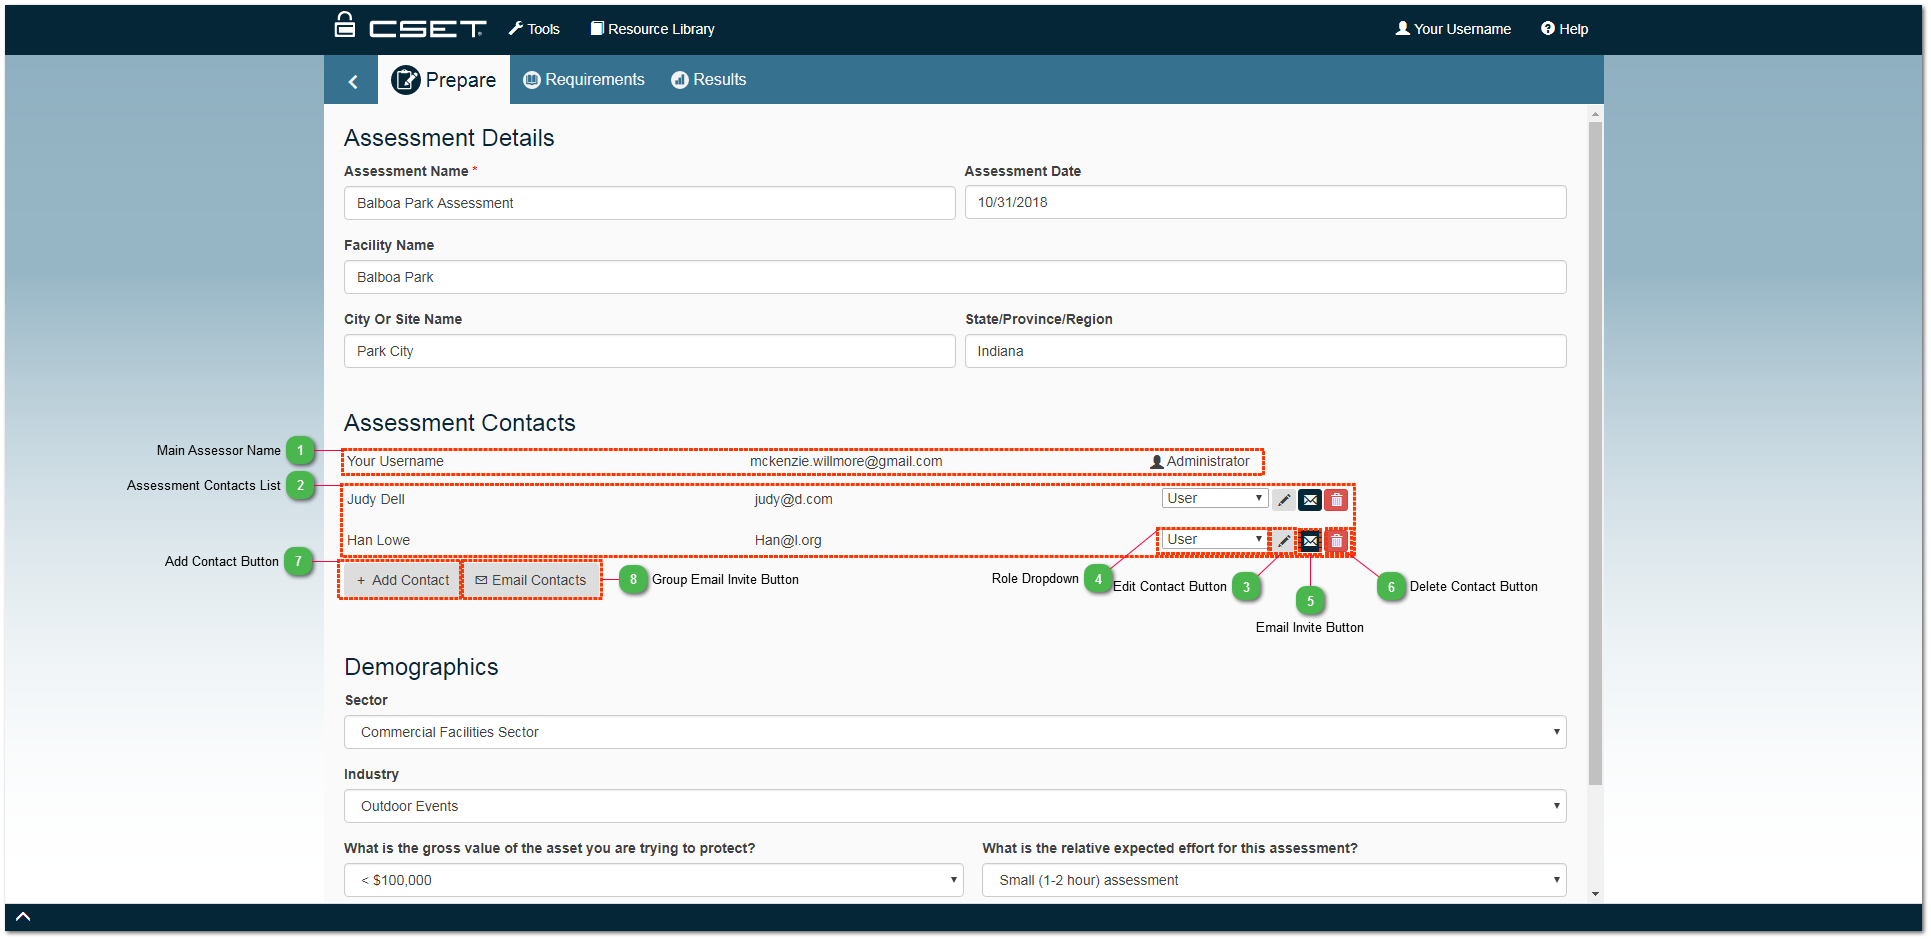 CSET Tools Resource Library Your Username Help
Prepare Requirements Results
Assessment Details
Assessment Name * Assessment Date
Balboa Park Assessment 10/31/2018
Facility Name
Balboa Park
City Or Site Name State/Province/Region
Park City Indiana
Assessment Contacts
Main Assessor Name 1 Your Username mckenzie.willmore@gmail.com Administrator
Assessment Contacts List 2 Judy Dell judy@d.com User
Han Lowe Han@l.org User
Add Contact Button 7 + Add Contact Email Contacts 8 Group Email Invite Button Role Dropdown 4 Edit Contact Button 3 6 Delete Contact Button
5
Email Invite Button
Demographics
Sector
Commercial Facilities Sector
Industry
Outdoor Events
What is the gross value of the asset you are trying to protect? What is the relative expected effort for this assessment?
< $100,000 Small (1-2 hour) assessment